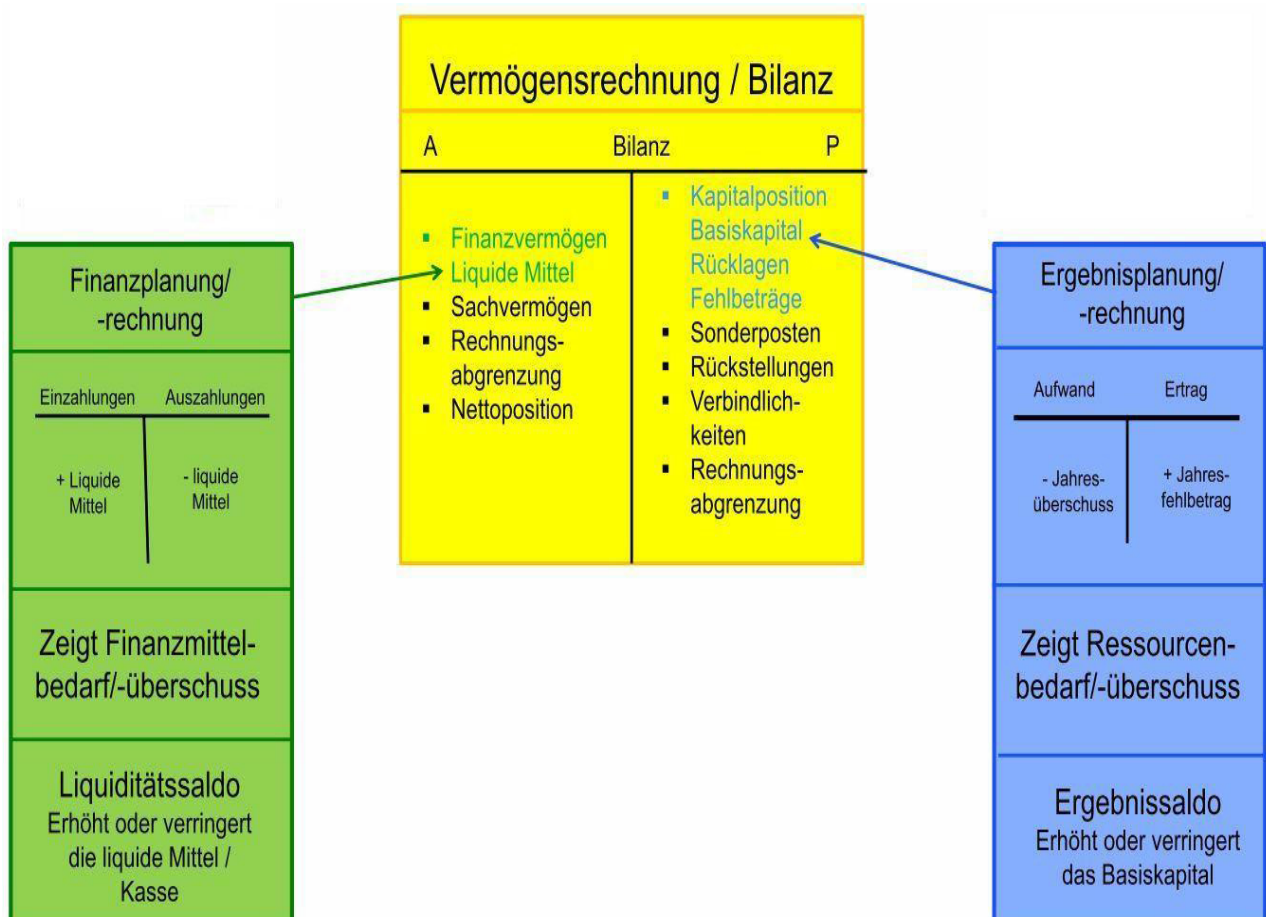 Vermögensrechnung / Bilanz
A Bilanz P
▪ Finanzvermögen
Liquide Mittel
▪ Sachvermögen
▪ Rechnungs-
abgrenzung
▪ Nettoposition
▪ Kapitalposition
Basiskapital
Rücklagen
Fehlbeträge
▪ Sonderposten
▪ Rückstellungen
▪ Verbindlich-
keiten
▪ Rechnungs-
abgrenzung
Finanzplanung/
-rechnung
Einzahlungen Auszahlungen
+ Liquide
Mittel
- liquide
Mittel
Zeigt Finanzmittel-
bedarf/-überschuss
Liquiditätssaldo
Erhöht oder verringert
die liquide Mittel /
Kasse
Ergebnisplanung/
-rechnung
Aufwand Ertrag
- Jahres-
überschuss
+ Jahres-
fehlbetrag
Zeigt Ressourcen-
bedarf/-überschuss
Ergebnissaldo
Erhöht oder verringert
das Basiskapital